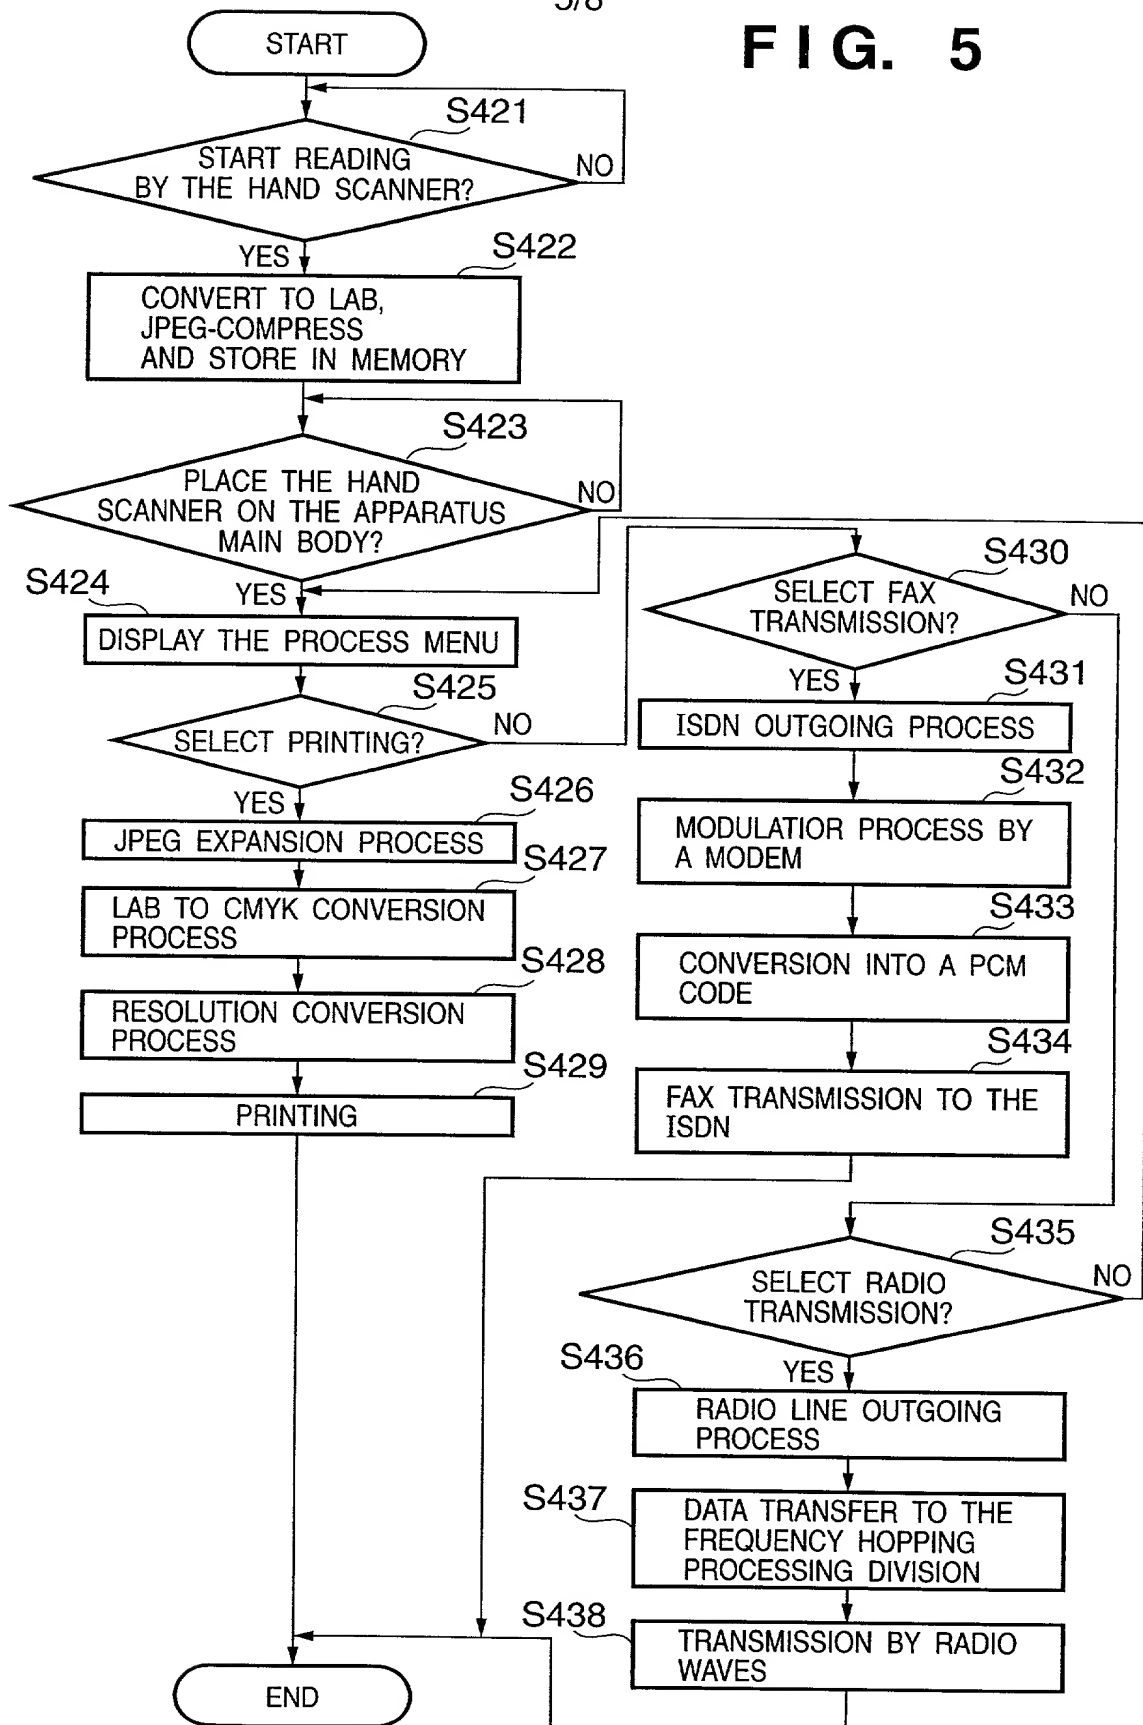 5/8
FIG. 5
START
S421
START READING
BY THE HAND SCANNER?
NO
YES
S422
CONVERT TO LAB,
JPEG-COMPRESS
AND STORE IN MEMORY
S423
PLACE THE HAND
SCANNER ON THE APPARATUS
MAIN BODY?
NO
YES
S424
DISPLAY THE PROCESS MENU
S425
SELECT PRINTING?
NO
YES
S426
JPEG EXPANSION PROCESS
S427
LAB TO CMYK CONVERSION
PROCESS
S428
RESOLUTION CONVERSION
PROCESS
S429
PRINTING
S430
SELECT FAX
TRANSMISSION?
NO
YES
S431
ISDN OUTGOING PROCESS
S432
MODULATIOR PROCESS BY
A MODEM
S433
CONVERSION INTO A PCM
CODE
S434
FAX TRANSMISSION TO THE
ISDN
S435
SELECT RADIO
TRANSMISSION?
NO
YES
S436
RADIO LINE OUTGOING
PROCESS
S437
DATA TRANSFER TO THE
FREQUENCY HOPPING
PROCESSING DIVISION
S438
TRANSMISSION BY RADIO
WAVES
END